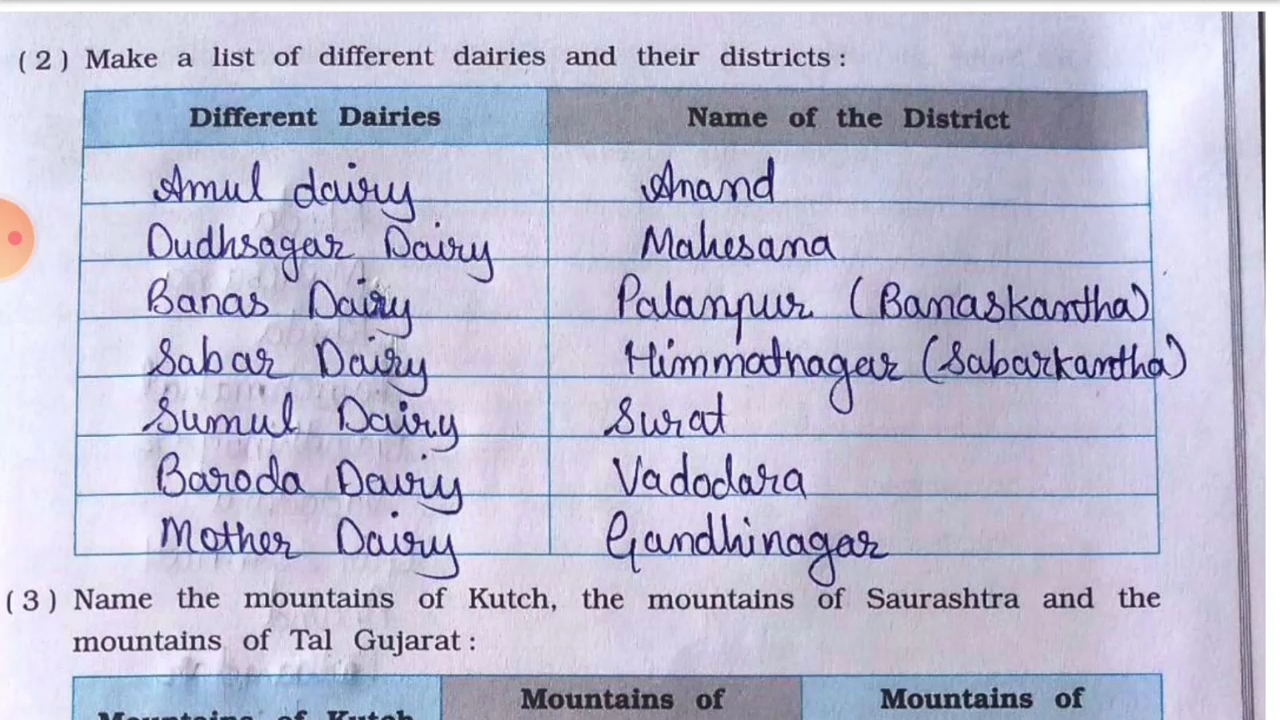 (2) Make a list of different dairies and their districts :
Different Dairies Name of the District
Amul dairy Anand
Dudhsagar Dairy Mahesana
Banas Dairy Palanpur (Banaskantha)
Sabar Dairy Himmatnagar (Sabarkantha)
Sumul Dairy Surat
Baroda Dairy Vadodara
Mother Dairy Gandhinagar
(3) Name the mountains of Kutch, the mountains of Saurashtra and the
mountains of Tal Gujarat :
Mountains of Kutch Mountains of Mountains of